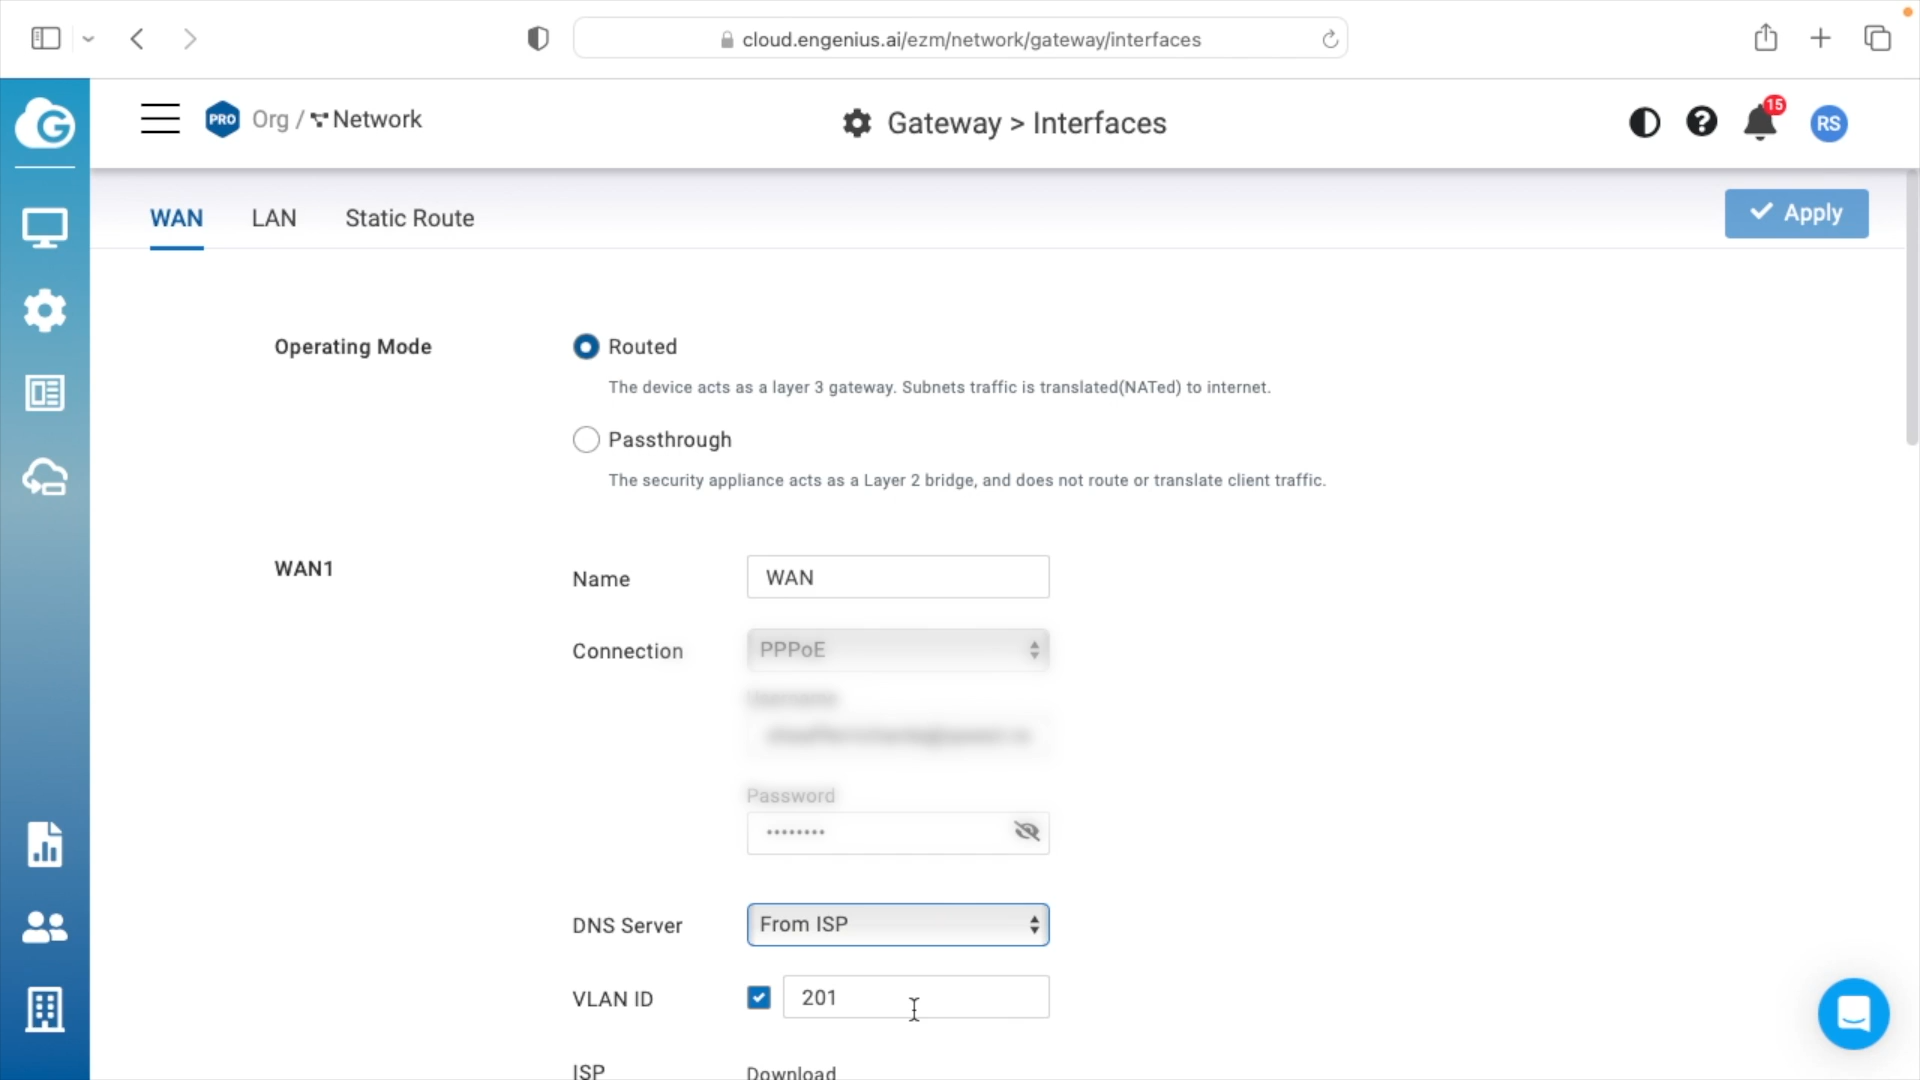 cloud.engenius.ai/ezm/network/gateway/interfaces
G
PRO Org / Network
Gateway > Interfaces
15
RS
WAN LAN Static Route
Apply
Operating Mode
Routed
The device acts as a layer 3 gateway. Subnets traffic is translated(NATed) to internet.
Passthrough
The security appliance acts as a Layer 2 bridge, and does not route or translate client traffic.
WAN1
Name WAN
Connection PPPoE
Username
Password
••••••••
DNS Server From ISP
VLAN ID 201
ISP Download